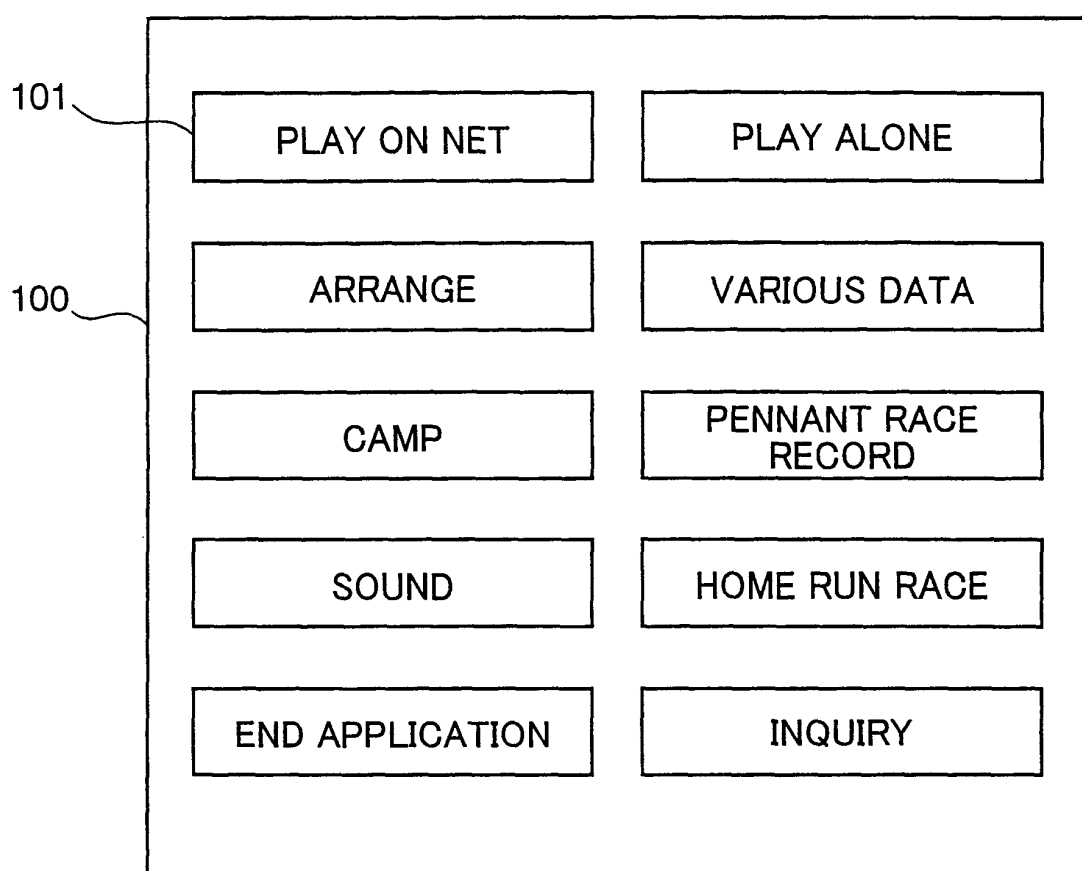 101
PLAY ON NET
PLAY ALONE
100
ARRANGE
VARIOUS DATA
CAMP
PENNANT RACE
RECORD
SOUND
HOME RUN RACE
END APPLICATION
INQUIRY